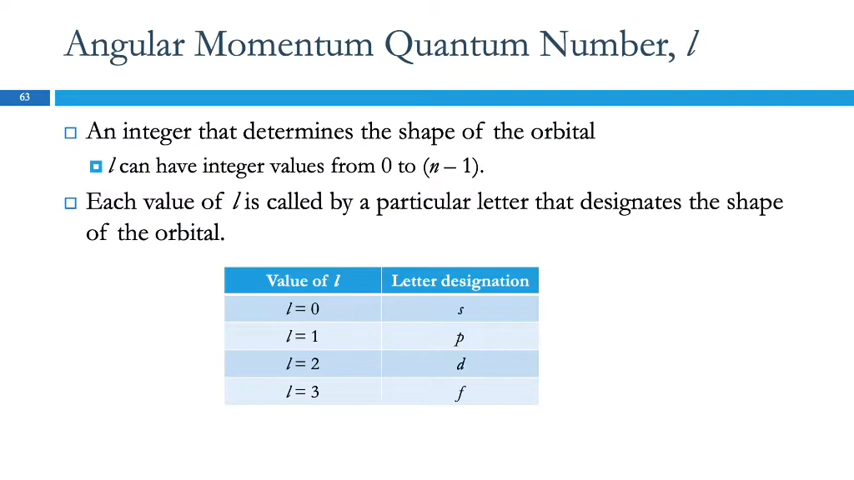 Angular Momentum Quantum Number, l
63
An integer that determines the shape of the orbital
l can have integer values from 0 to (n – 1).
Each value of l is called by a particular letter that designates the shape
of the orbital.
Value of l Letter designation
l = 0 s
l = 1 p
l = 2 d
l = 3 f